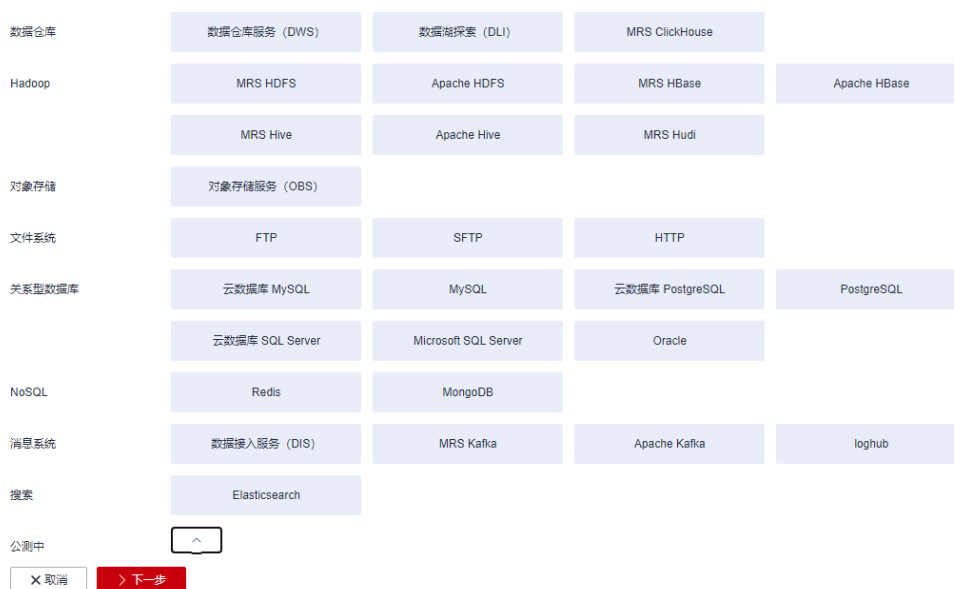 数据仓库 数据仓库服务（DWS） 数据湖探索（DLI） MRS ClickHouse
Hadoop MRS HDFS Apache HDFS MRS HBase Apache HBase
MRS Hive Apache Hive MRS Hudi
对象存储 对象存储服务（OBS）
文件系统 FTP SFTP HTTP
关系型数据库 云数据库 MySQL MySQL 云数据库 PostgreSQL PostgreSQL
云数据库 SQL Server Microsoft SQL Server Oracle
NoSQL Redis MongoDB
消息系统 数据接入服务（DIS） MRS Kafka Apache Kafka loghub
搜索 Elasticsearch
公测中
取消 下一步